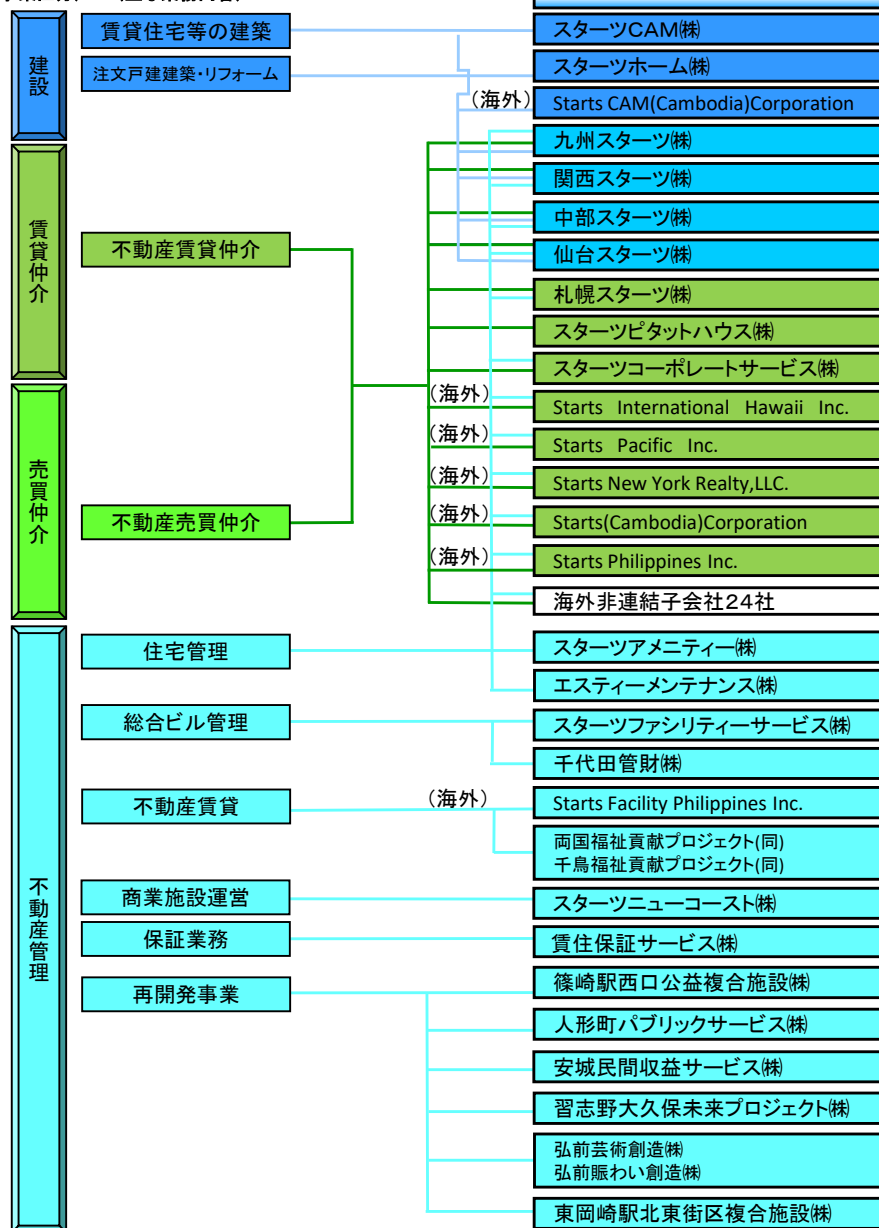 賃貸住宅等の建築
スターツCAM㈱
建設
注文戸建建築・リフォーム
スターツホーム㈱
(海外)
Starts CAM(Cambodia)Corporation
九州スターツ㈱
関西スターツ㈱
中部スターツ㈱
賃貸仲介
不動産賃貸仲介
仙台スターツ㈱
札幌スターツ㈱
スターツピタットハウス㈱
スターツコーポレートサービス㈱
(海外)
Starts International Hawaii Inc.
(海外)
Starts Pacific Inc.
(海外)
Starts New York Realty,LLC.
売買仲介
不動産売買仲介
(海外)
Starts(Cambodia)Corporation
(海外)
Starts Philippines Inc.
海外非連結子会社24社
住宅管理
スターツアメニティー㈱
エスティーメンテナンス㈱
総合ビル管理
スターツファシリティーサービス㈱
千代田管財㈱
不動産賃貸
(海外)
Starts Facility Philippines Inc.
両国福祉貢献プロジェクト(同)
千鳥福祉貢献プロジェクト(同)
不動産管理
商業施設運営
スターツニューコースト㈱
保証業務
賃住保証サービス㈱
再開発事業
篠崎駅西口公益複合施設㈱
人形町パブリックサービス㈱
安城民間収益サービス㈱
習志野大久保未来プロジェクト㈱
弘前芸術創造㈱
弘前賑わい創造㈱
東岡崎駅北東街区複合施設㈱